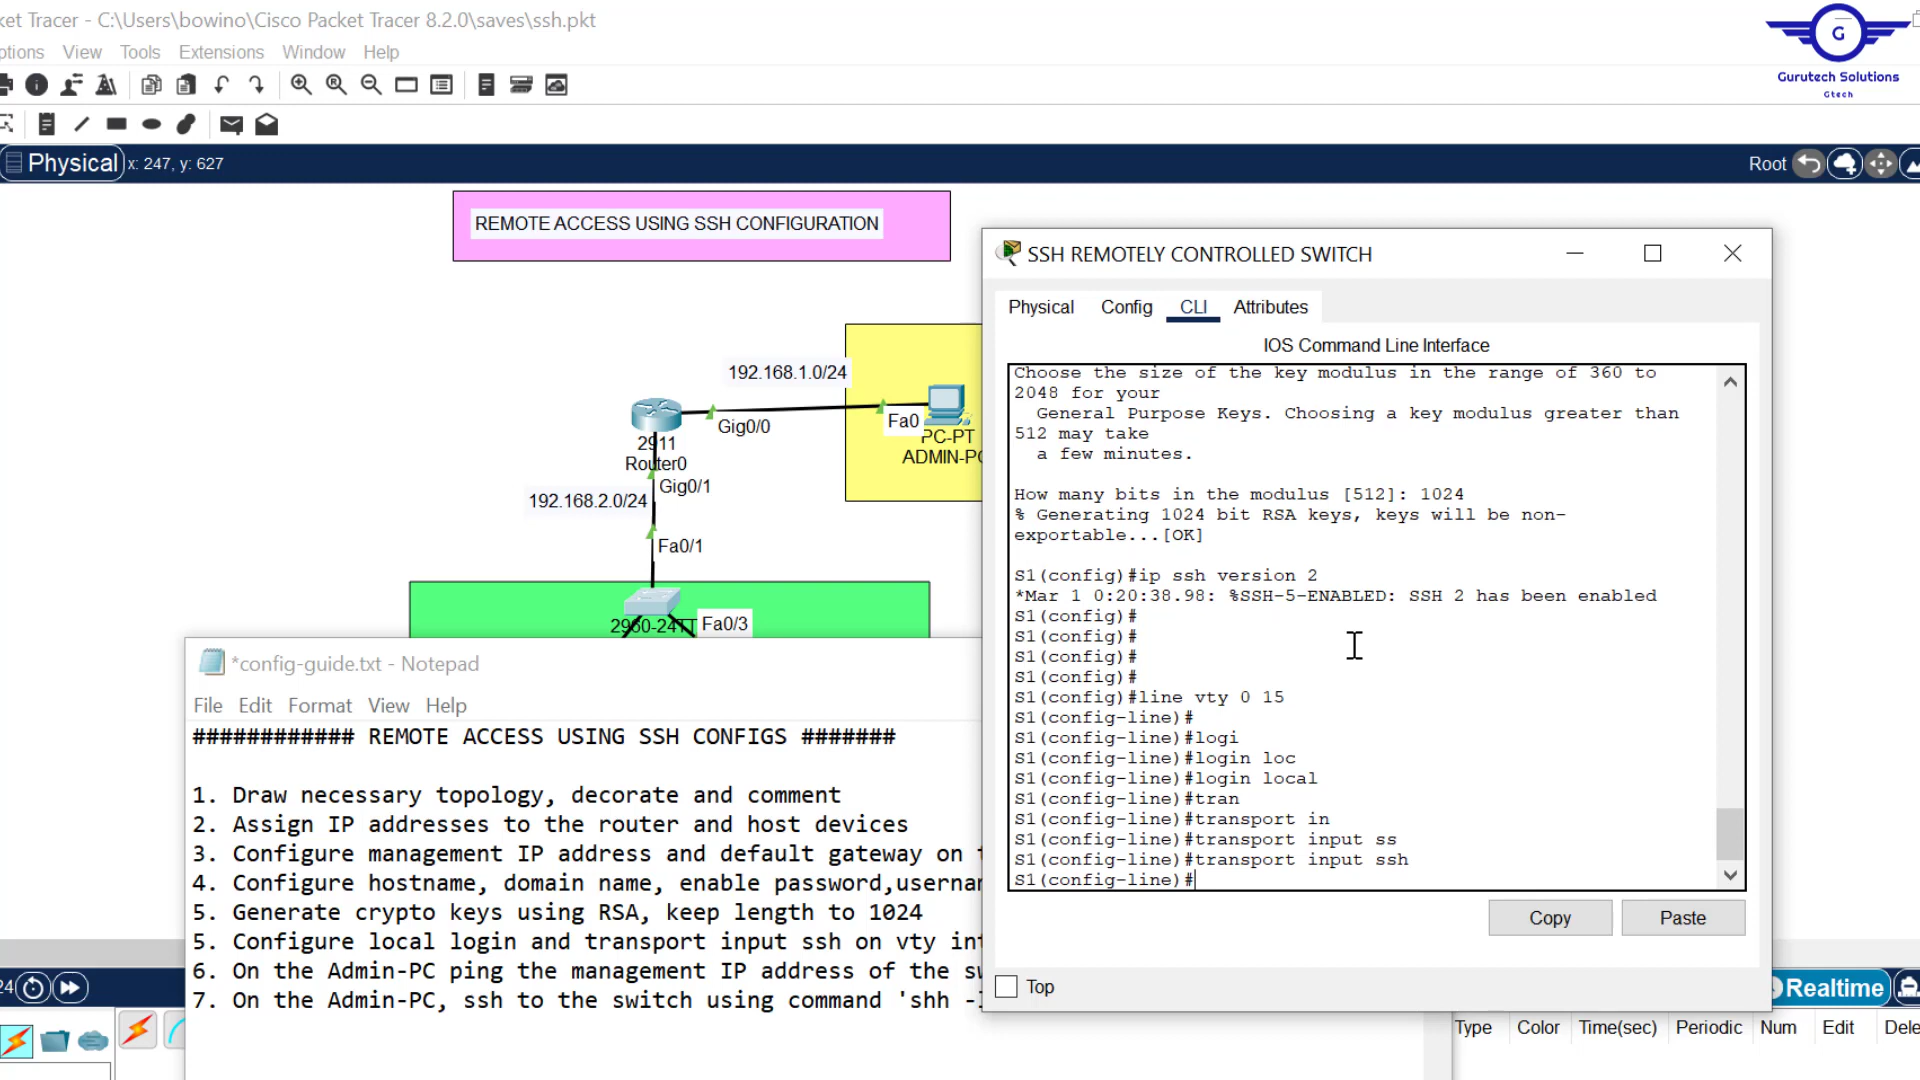 ket Tracer - C:\Users\bowino\Cisco Packet Tracer 8.2.0\saves\ssh.pkt
ptions View Tools Extensions Window Help
G
Gurutech Solutions
Gtech
Physical x: 247, y: 627
Root
REMOTE ACCESS USING SSH CONFIGURATION
192.168.1.0/24
Gig0/0
Fa0
PC-PT
ADMIN-PC
2911
Router0
Gig0/1
192.168.2.0/24
Fa0/1
2960-24TT
Fa0/3
SSH REMOTELY CONTROLLED SWITCH
Physical Config CLI Attributes
IOS Command Line Interface
Choose the size of the key modulus in the range of 360 to
2048 for your
General Purpose Keys. Choosing a key modulus greater than
512 may take
a few minutes.
How many bits in the modulus [512]: 1024
% Generating 1024 bit RSA keys, keys will be non-
exportable...[OK]
S1(config)#ip ssh version 2
*Mar 1 0:20:38.98: %SSH-5-ENABLED: SSH 2 has been enabled
S1(config)#
S1(config)#
S1(config)#
S1(config)#
S1(config)#line vty 0 15
S1(config-line)#
S1(config-line)#logi
S1(config-line)#login loc
S1(config-line)#login local
S1(config-line)#tran
S1(config-line)#transport in
S1(config-line)#transport input ss
S1(config-line)#transport input ssh
S1(config-line)#
Copy Paste
Top
*config-guide.txt - Notepad
File Edit Format View Help
############ REMOTE ACCESS USING SSH CONFIGS #######
1. Draw necessary topology, decorate and comment
2. Assign IP addresses to the router and host devices
3. Configure management IP address and default gateway on t
4. Configure hostname, domain name, enable password,usernam
5. Generate crypto keys using RSA, keep length to 1024
5. Configure local login and transport input ssh on vty int
6. On the Admin-PC ping the management IP address of the sw
7. On the Admin-PC, ssh to the switch using command 'shh -l
24
Realtime
Type Color Time(sec) Periodic Num Edit Dele